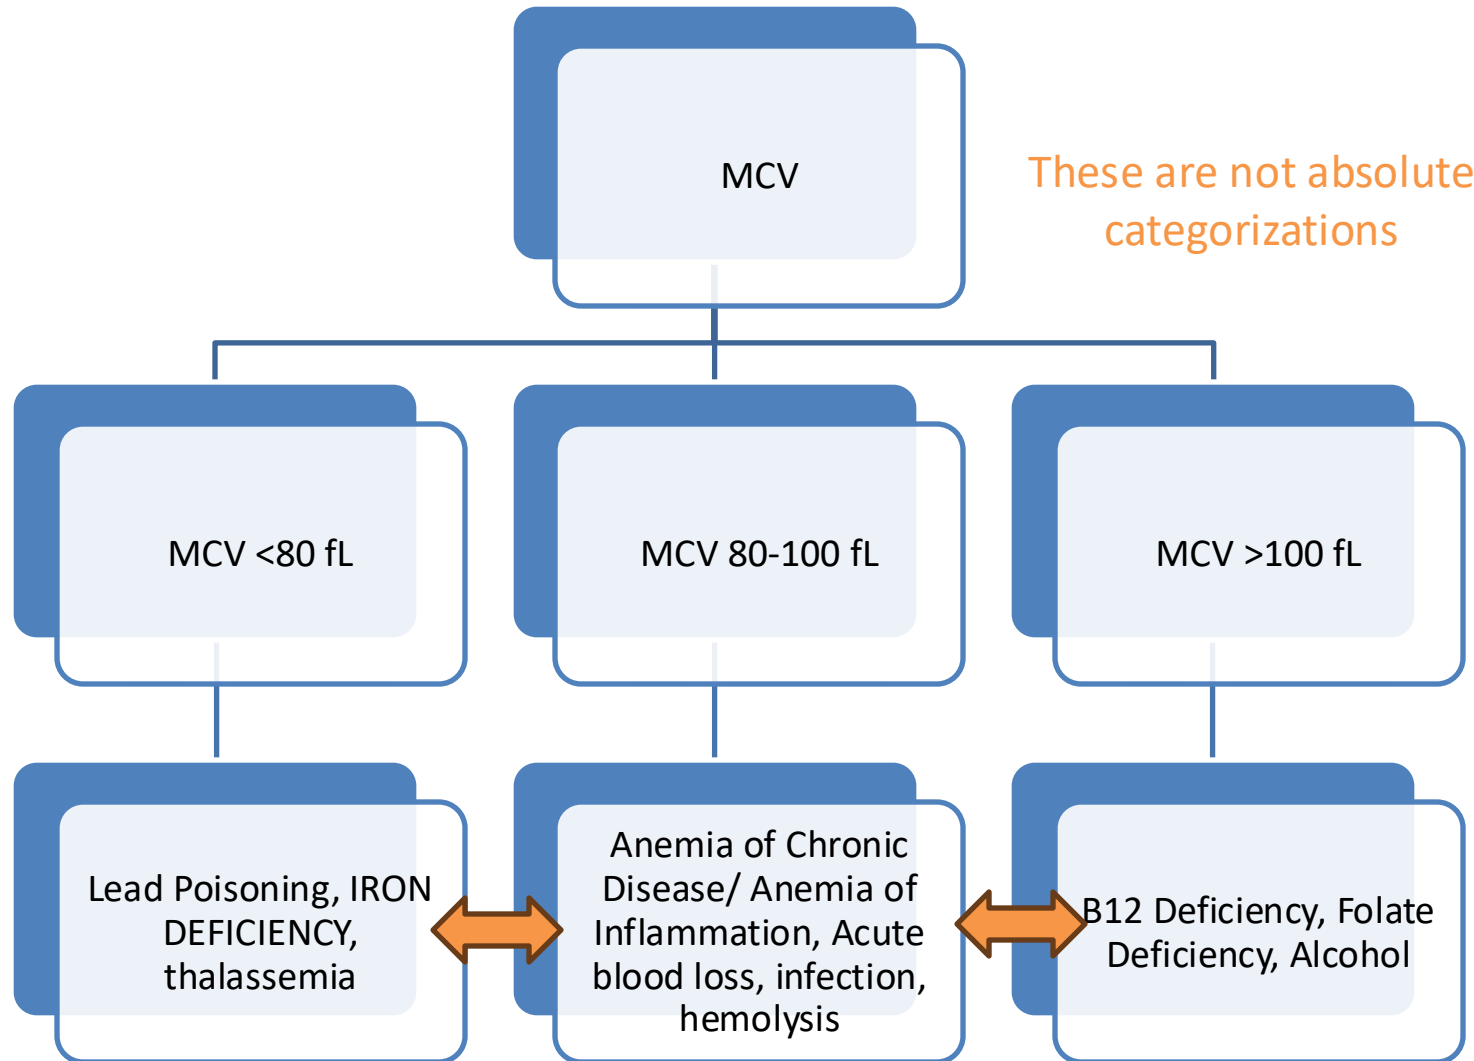 MCV
These are not absolute
categorizations
MCV <80 fL
MCV 80-100 fL
MCV >100 fL
Lead Poisoning, IRON
DEFICIENCY,
thalassemia
Anemia of Chronic
Disease/ Anemia of
Inflammation, Acute
blood loss, infection,
hemolysis
B12 Deficiency, Folate
Deficiency, Alcohol